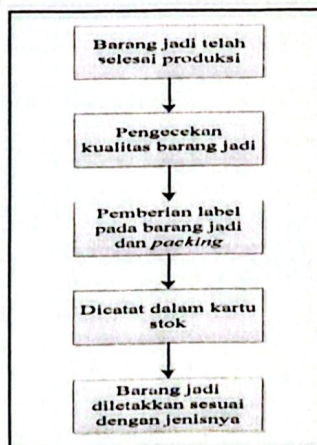 Barang jadi telah
selesai produksi
Pengecekan
kualitas barang jadi
Pemberian label
pada barang jadi
dan packing
Dicatat dalam kartu
stok
Barang jadi
diletakkan sesuai
dengan jenisnya